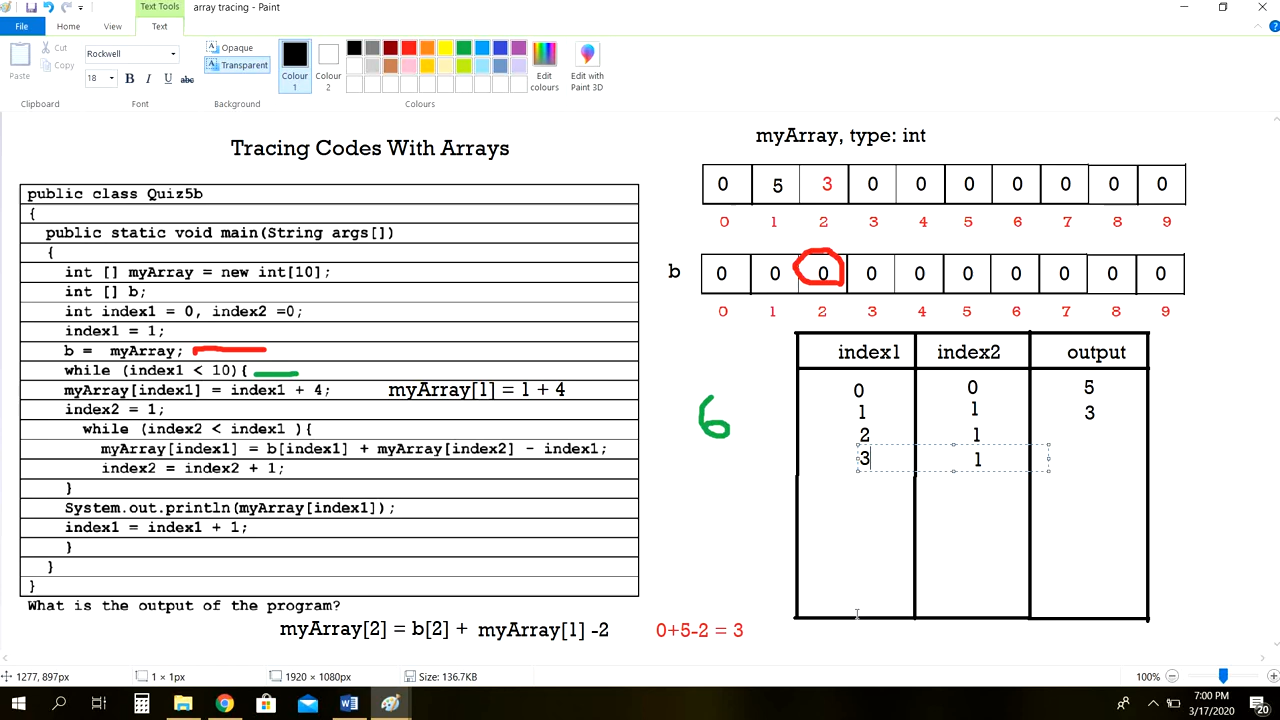 Text Tools
array tracing - Paint
File
Home
View
Text
Cut
Copy
Paste
Rockwell
18
B I U abc
Opaque
Transparent
Colour 1
Colour 2
Edit colours
Edit with Paint 3D
Clipboard
Font
Background
Colours
Tracing Codes With Arrays
public class Quiz5b
{
public static void main(String args[])
{
int [] myArray = new int[10];
int [] b;
int index1 = 0, index2 =0;
index1 = 1;
b = myArray;
while (index1 < 10){
myArray[index1] = index1 + 4;
myArray[1] = 1 + 4
index2 = 1;
while (index2 < index1 ){
myArray[index1] = b[index1] + myArray[index2] - index1;
index2 = index2 + 1;
}
System.out.println(myArray[index1]);
index1 = index1 + 1;
}
}
}
What is the output of the program?
myArray[2] = b[2] + myArray[1] -2
0+5-2 = 3
myArray, type: int
0 5 3 0 0 0 0 0 0 0
0 1 2 3 4 5 6 7 8 9
b
0 0 0 0 0 0 0 0 0 0
0 1 2 3 4 5 6 7 8 9
6
index1 index2 output
0 0 5
1 1 3
2 1
3 1
1277, 897px
1 × 1px
1920 × 1080px
Size: 136.7KB
100%
7:00 PM
3/17/2020
20